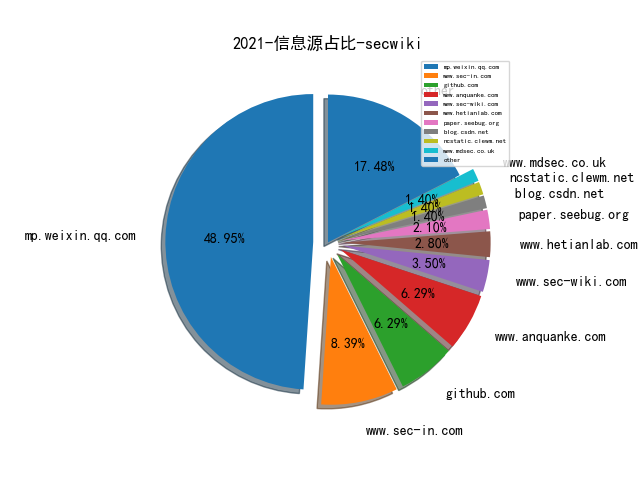 2021-信息源占比-secwiki
mp.weixin.qq.com
www.sec-in.com
github.com
www.anquanke.com
www.sec-wiki.com
www.hetianlab.com
paper.seebug.org
blog.csdn.net
ncstatic.clewm.net
www.mdsec.co.uk
other
other
17.48%
www.mdsec.co.uk
1.40%
ncstatic.clewm.net
1.40%
blog.csdn.net
1.40%
paper.seebug.org
2.10%
www.hetianlab.com
2.80%
www.sec-wiki.com
3.50%
www.anquanke.com
6.29%
github.com
6.29%
www.sec-in.com
8.39%
mp.weixin.qq.com
48.95%